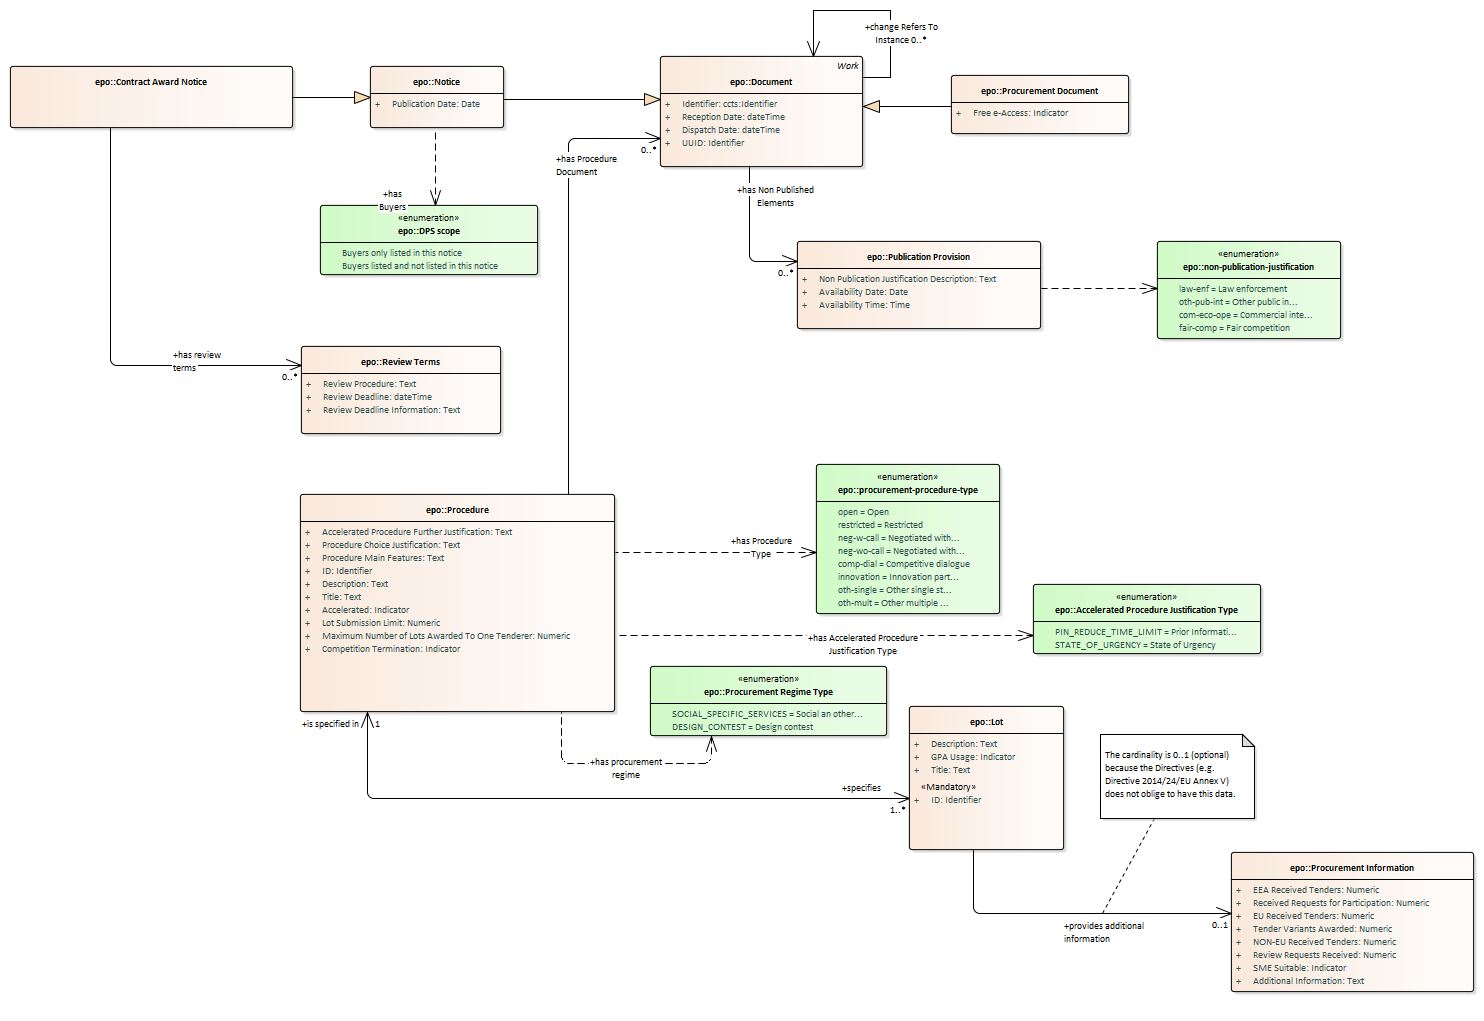 +change Refers To
Instance 0..*
epo::Contract Award Notice
epo::Notice
+ Publication Date: Date
Work
epo::Document
+ Identifier: ccts:Identifier
+ Reception Date: dateTime
+ Dispatch Date: dateTime
+ UUID: Identifier
epo::Procurement Document
+ Free e-Access: Indicator
0..*
+has Procedure
Document
+has
Buyers
«enumeration»
epo::DPS scope
Buyers only listed in this notice
Buyers listed and not listed in this notice
+has Non Published
Elements
0..*
epo::Publication Provision
+ Non Publication Justification Description: Text
+ Availability Date: Date
+ Availability Time: Time
«enumeration»
epo::non-publication-justification
law-enf = Law enforcement
oth-pub-int = Other public in...
com-eco-ope = Commercial inte...
fair-comp = Fair competition
+has review
terms
0..*
epo::Review Terms
+ Review Procedure: Text
+ Review Deadline: dateTime
+ Review Deadline Information: Text
epo::Procedure
+ Accelerated Procedure Further Justification: Text
+ Procedure Choice Justification: Text
+ Procedure Main Features: Text
+ ID: Identifier
+ Description: Text
+ Title: Text
+ Accelerated: Indicator
+ Lot Submission Limit: Numeric
+ Maximum Number of Lots Awarded To One Tenderer: Numeric
+ Competition Termination: Indicator
+has Procedure
Type
«enumeration»
epo::procurement-procedure-type
open = Open
restricted = Restricted
neg-w-call = Negotiated with...
neg-wo-call = Negotiated with...
comp-dial = Competitive dialogue
innovation = Innovation part...
oth-single = Other single st...
oth-mult = Other multiple ...
+has Accelerated Procedure
Justification Type
«enumeration»
epo::Accelerated Procedure Justification Type
PIN_REDUCE_TIME_LIMIT = Prior Informati...
STATE_OF_URGENCY = State of Urgency
«enumeration»
epo::Procurement Regime Type
SOCIAL_SPECIFIC_SERVICES = Social an other...
DESIGN_CONTEST = Design contest
+is specified in
1
+has procurement
regime
+specifies
1..*
epo::Lot
+ Description: Text
+ GPA Usage: Indicator
+ Title: Text
«Mandatory»
+ ID: Identifier
The cardinality is 0..1 (optional)
because the Directives (e.g.
Directive 2014/24/EU Annex V)
does not oblige to have this data.
+provides additional
information
0..1
epo::Procurement Information
+ EEA Received Tenders: Numeric
+ Received Requests for Participation: Numeric
+ EU Received Tenders: Numeric
+ Tender Variants Awarded: Numeric
+ NON-EU Received Tenders: Numeric
+ Review Requests Received: Numeric
+ SME Suitable: Indicator
+ Additional Information: Text